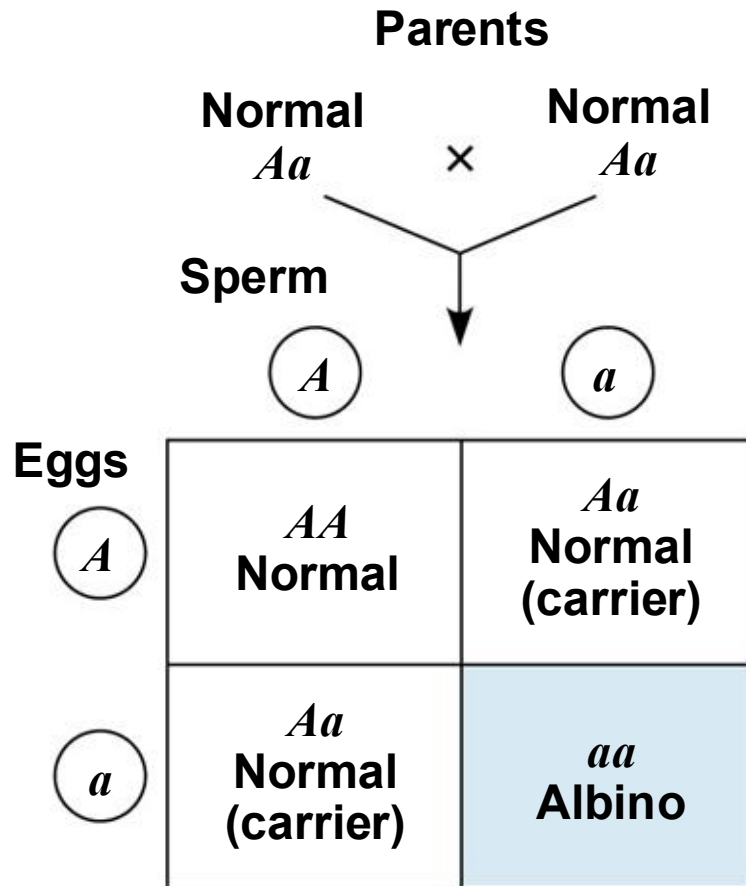 Parents
Normal Normal
Aa × Aa
Sperm
A a
Eggs
A
AA
Normal
Aa
Normal
(carrier)
a
Aa
Normal
(carrier)
aa
Albino